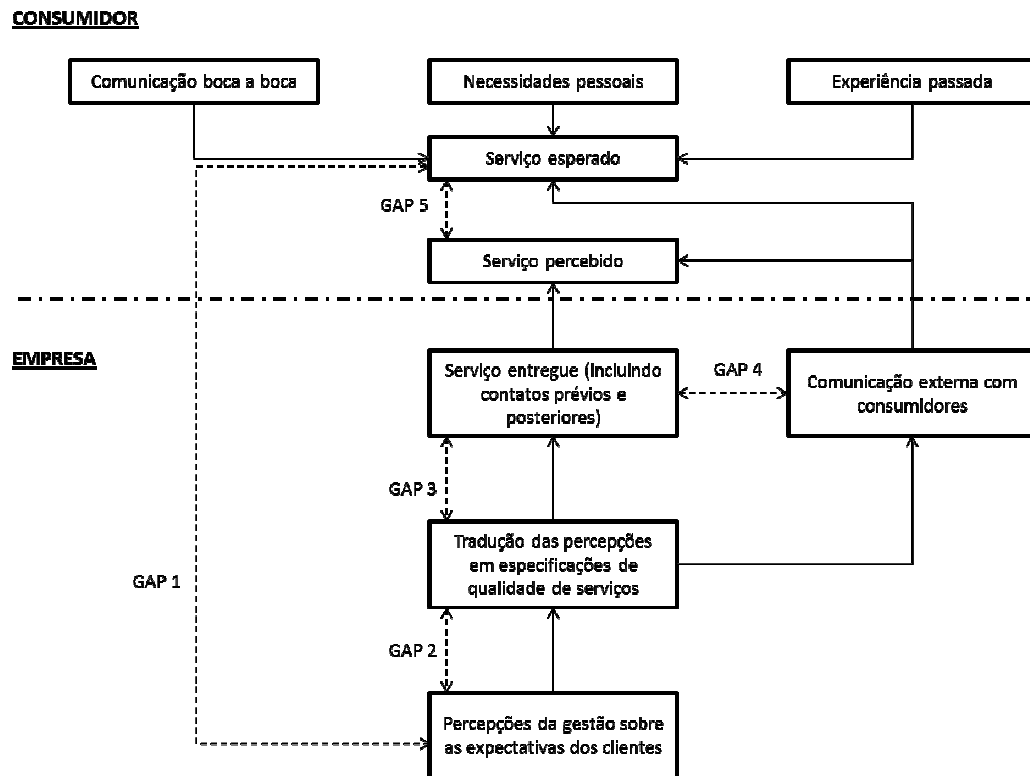 CONSUMIDOR
Comunicação boca a boca
Necessidades pessoais
Experiência passada
Serviço esperado
GAP 5
Serviço percebido
EMPRESA
Serviço entregue (incluindo
contatos prévios e
posteriores)
GAP 4
Comunicação externa com
consumidores
GAP 3
Tradução das percepções
em especificações de
qualidade de serviços
GAP 1
GAP 2
Percepções da gestão sobre
as expectativas dos clientes